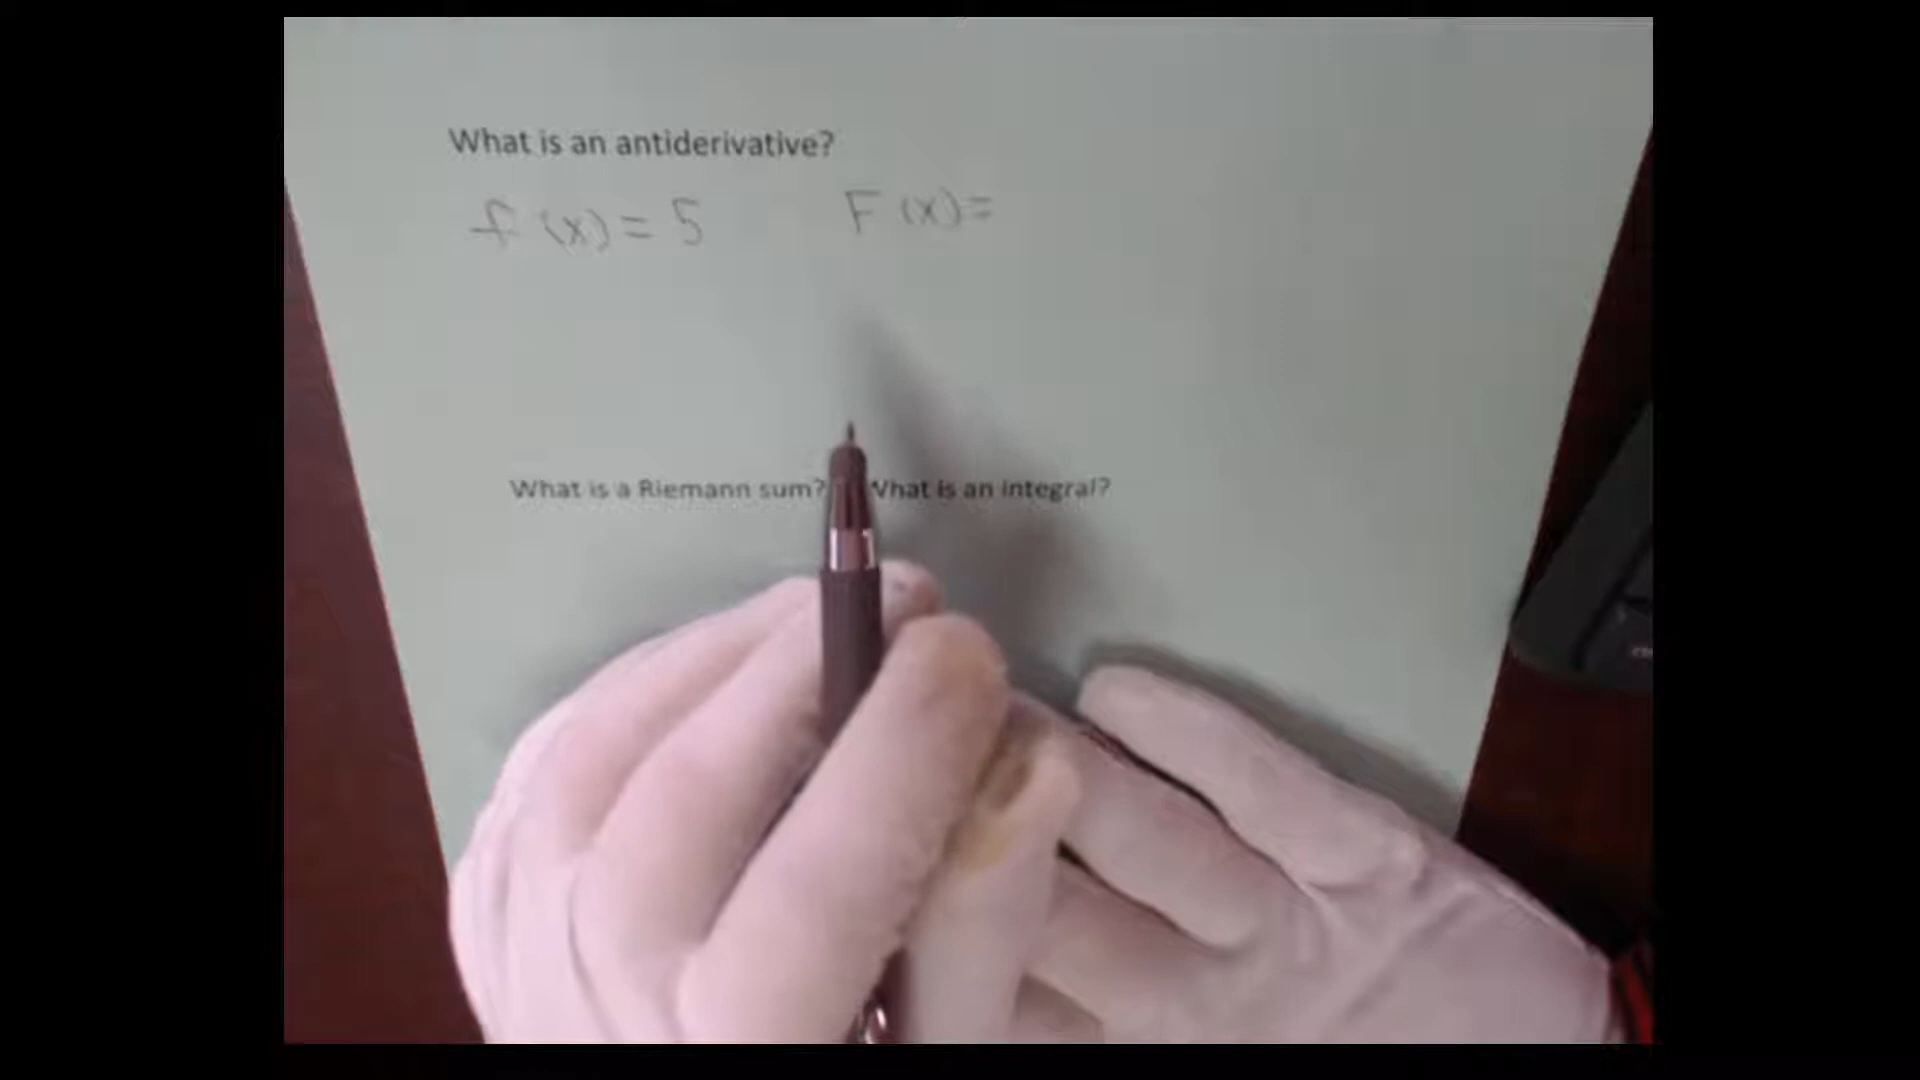 What is an antiderivative?
f(x) = 5 F(x) =
What is a Riemann sum? What is an integral?